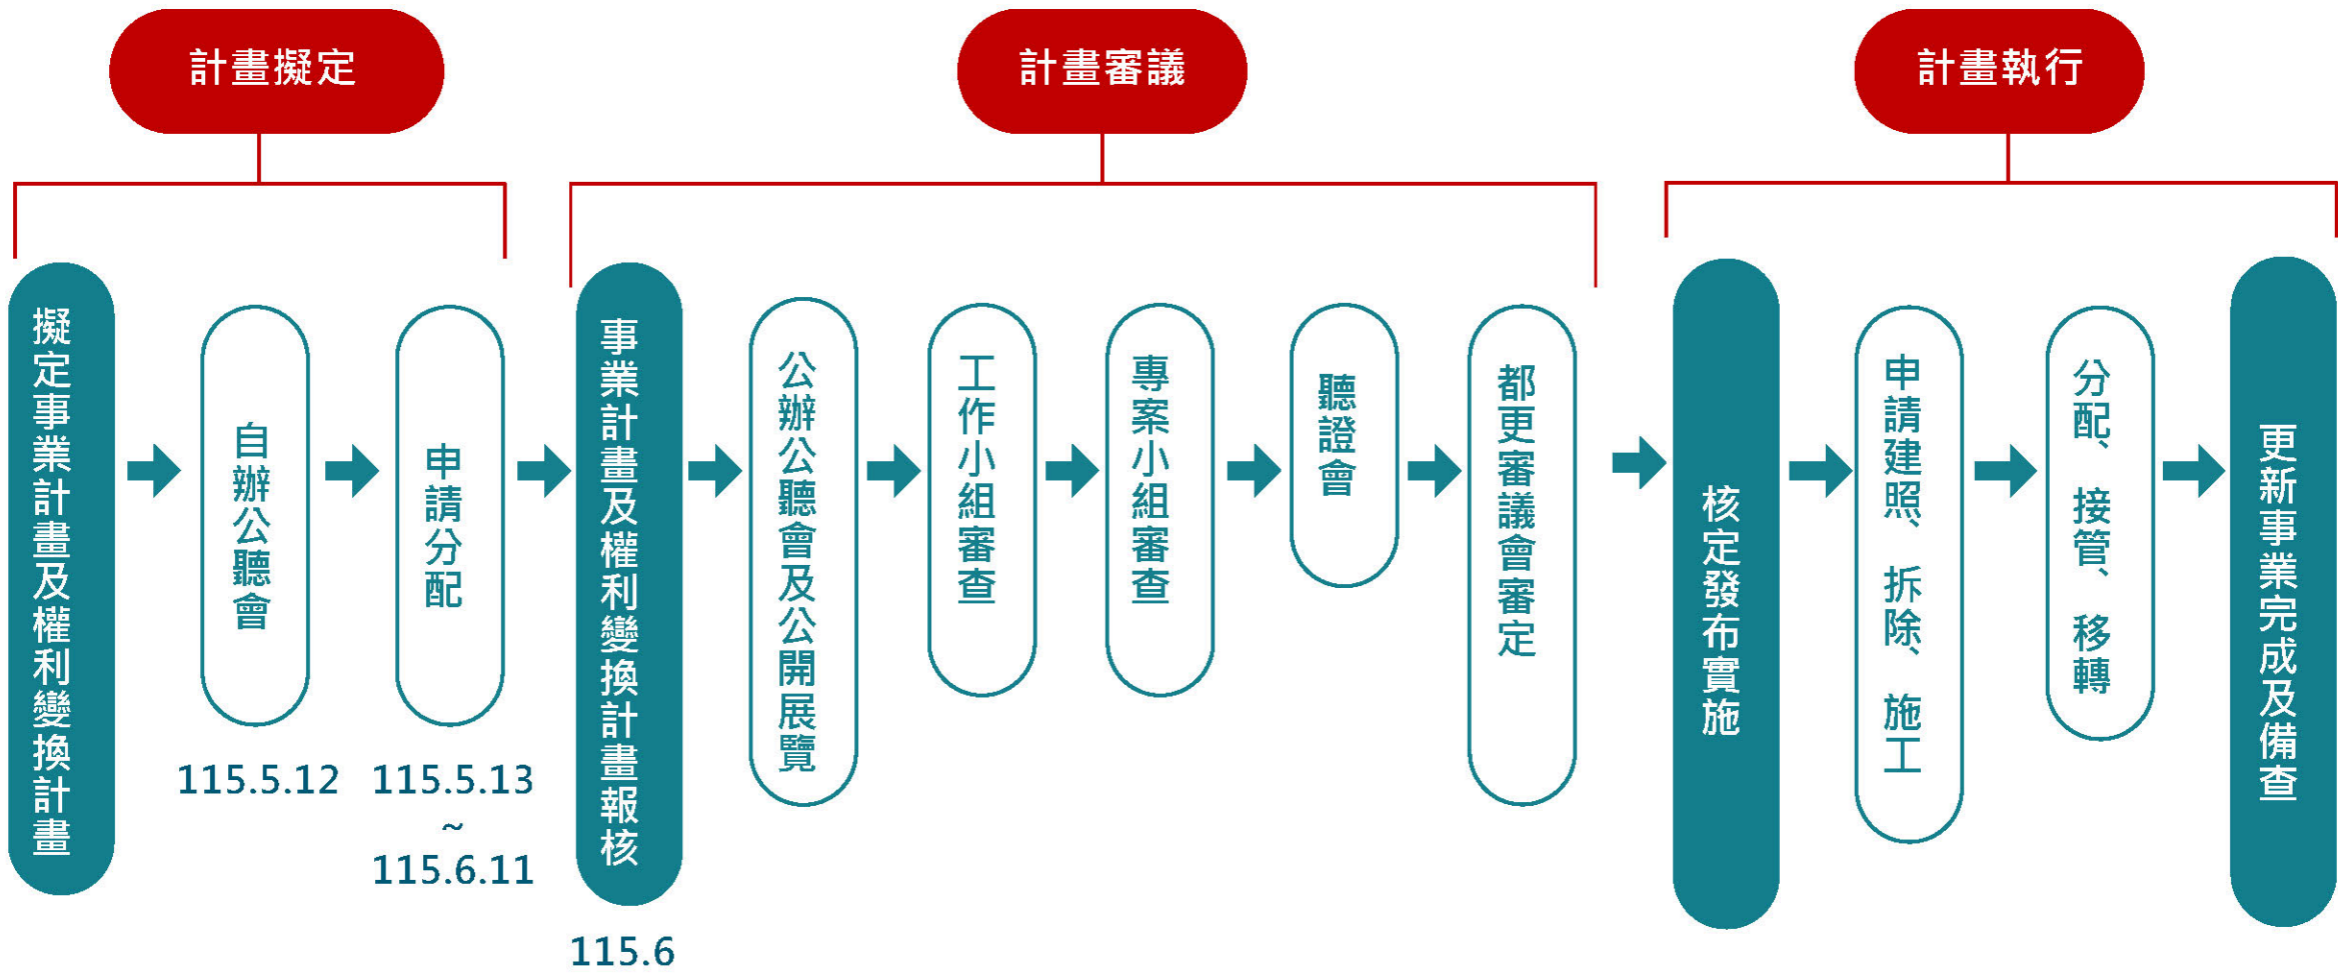 計畫擬定
計畫審議
計畫執行
擬定事業計畫及權利變換計畫
自辦公聽會
115.5.12
申請分配
115.5.13
~
115.6.11
事業計畫及權利變換計畫報核
115.6
公辦公聽會及公開展覽
工作小組審查
專案小組審查
聽證會
都更審議會審定
核定發布實施
申請建照、拆除、施工
分配、接管、移轉
更新事業完成及備查